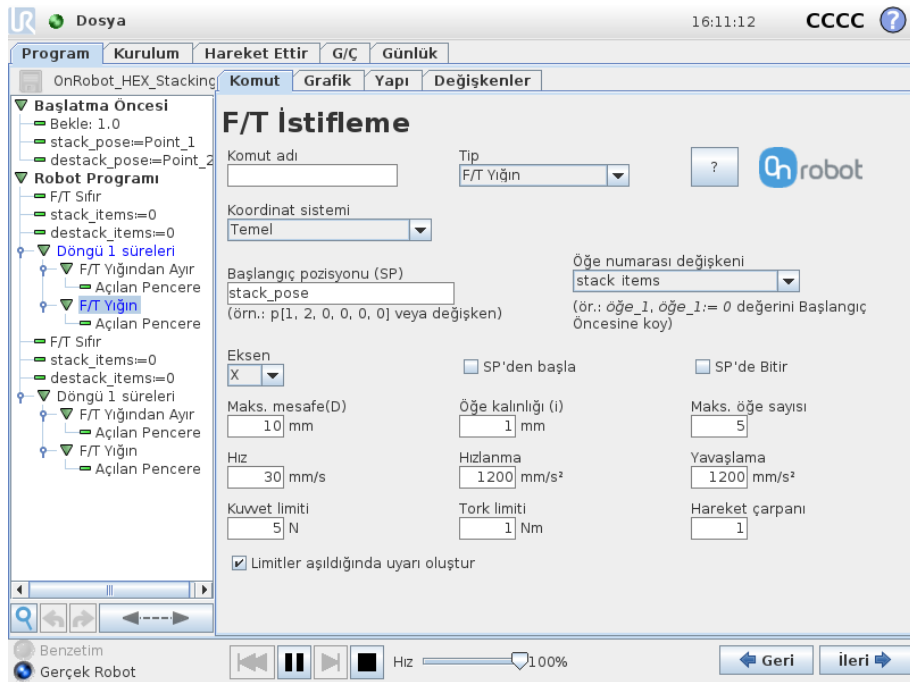 Dosya
16:11:12
CCCC
?
Program Kurulum Hareket Ettir G/Ç Günlük
OnRobot_HEX_Stacking
Komut Grafik Yapı Değişkenler
Başlatma Öncesi
Bekle: 1.0
stack_pose≔Point_1
destack_pose≔Point_2
Robot Programı
F/T Sıfır
stack_items≔0
destack_items≔0
Döngü 1 süreleri
F/T Yığından Ayır
Açılan Pencere
F/T Yığın
Açılan Pencere
F/T Sıfır
stack_items≔0
destack_items≔0
Döngü 1 süreleri
F/T Yığından Ayır
Açılan Pencere
F/T Yığın
Açılan Pencere
F/T İstifleme
Komut adı
Tip
F/T Yığın
?
On robot
Koordinat sistemi
Temel
Başlangıç pozisyonu (SP)
stack_pose
(örn.: p[1, 2, 0, 0, 0, 0] veya değişken)
Öğe numarası değişkeni
stack items
(ör.: öğe_1, öğe_1:= 0 değerini Başlangıç
Öncesine koy)
Eksen
X
SP'den başla
SP'de Bitir
Maks. mesafe(D) Öğe kalınlığı (i) Maks. öğe sayısı
10 mm 1 mm 5
Hız Hızlanma Yavaşlama
30 mm/s 1200 mm/s² 1200 mm/s²
Kuvvet limiti Tork limiti Hareket çarpanı
5 N 1 Nm 1
Limitler aşıldığında uyarı oluştur
Benzetim
Gerçek Robot
Hız 100%
Geri İleri